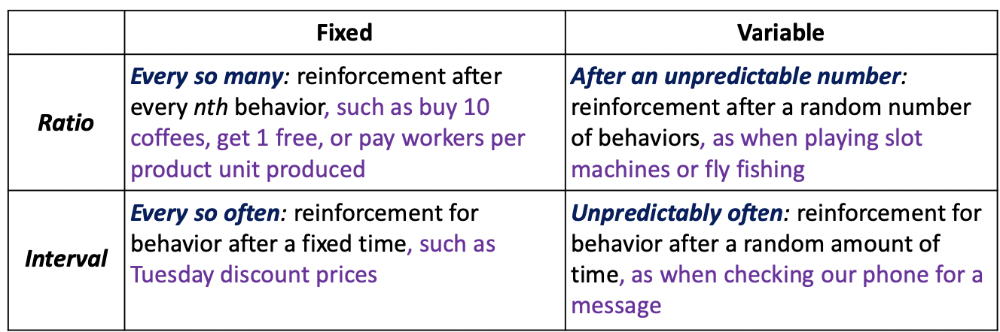 Fixed
Variable
Ratio
Every so many: reinforcement after
every nth behavior, such as buy 10
coffees, get 1 free, or pay workers per
product unit produced
After an unpredictable number:
reinforcement after a random number
of behaviors, as when playing slot
machines or fly fishing
Interval
Every so often: reinforcement for
behavior after a fixed time, such as
Tuesday discount prices
Unpredictably often: reinforcement for
behavior after a random amount of
time, as when checking our phone for a
message